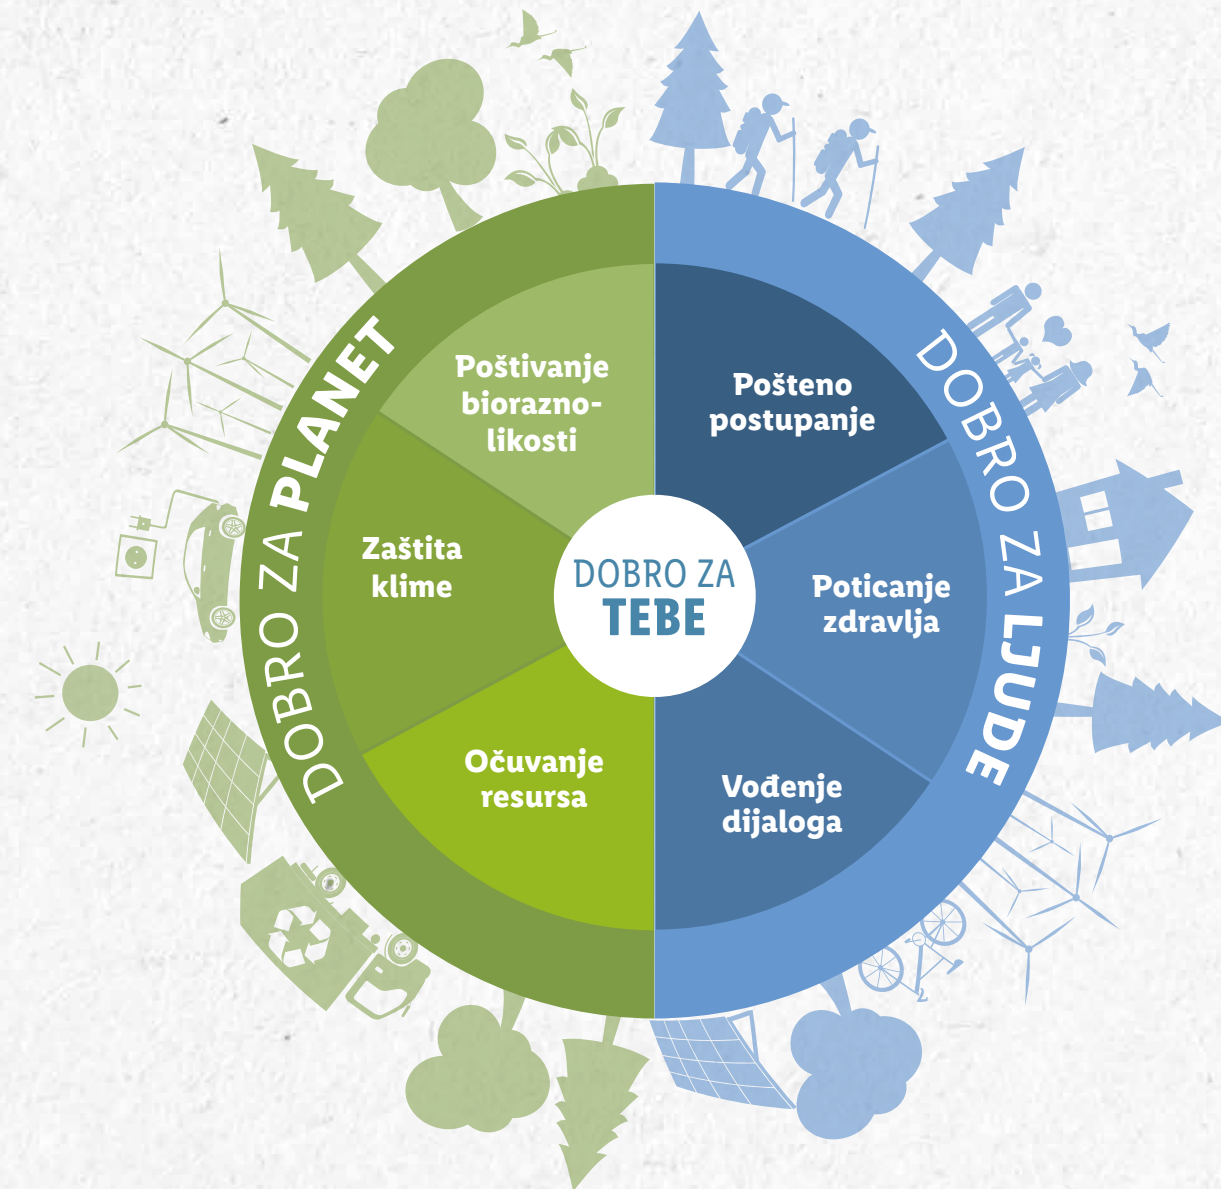 DOBRO ZA PLANET
DOBRO ZA LJUDE
Poštivanje
biorazno-
likosti
Pošteno
postupanje
Zaštita
klime
DOBRO ZA
TEBE
Poticanje
zdravlja
Očuvanje
resursa
Vođenje
dijaloga